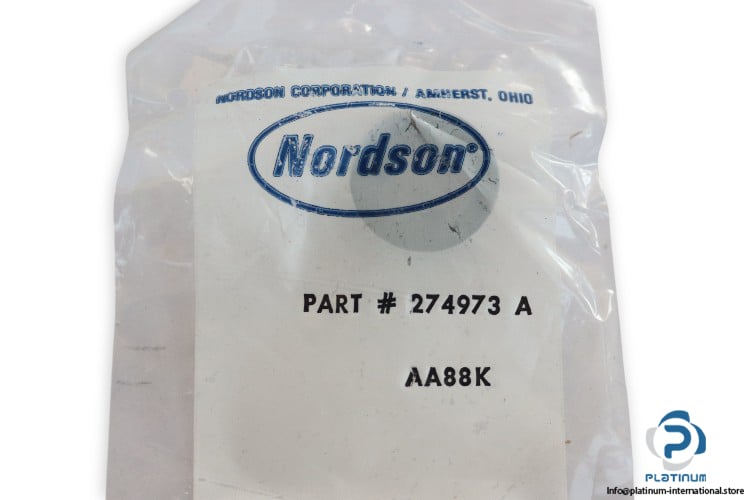 NORDSON CORPORATION / AMHERST, OHIO
Nordson®
PART # 274973 A
AA88K
PLATINUM
Info@platinum-international.store